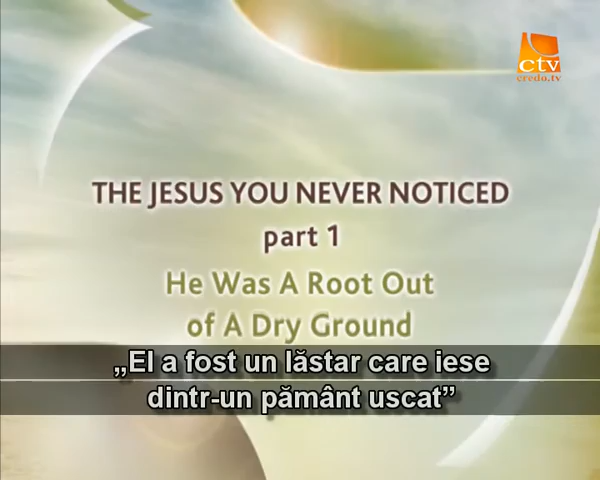 ctv
credo.tv
THE JESUS YOU NEVER NOTICED
part 1
He Was A Root Out
of A Dry Ground
„El a fost un lăstar care iese
dintr-un pământ uscat”